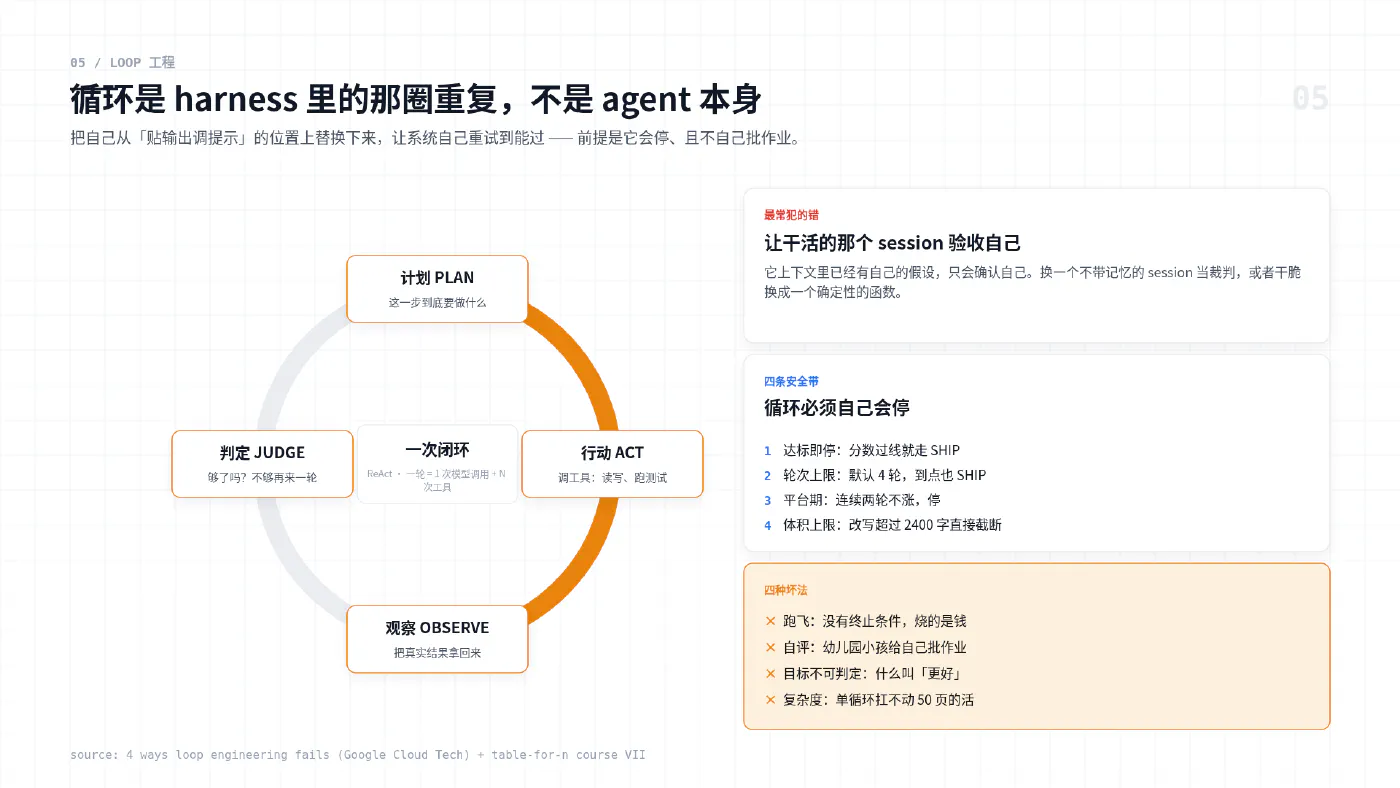 05 / LOOP 工程
循环是 harness 里的那圈重复，不是 agent 本身
05
把自己从「贴输出调提示」的位置上替换下来，让系统自己重试到能过 —— 前提是它会停、且不自己批作业。
计划 PLAN
这一步到底要做什么
判定 JUDGE
够了吗？不够再来一轮
一次闭环
ReAct · 一轮 = 1 次模型调用 + N
次工具
行动 ACT
调工具：读写、跑测试
观察 OBSERVE
把真实结果拿回来
最常犯的错
让干活的那个 session 验收自己
它上下文里已经有自己的假设，只会确认自己。换一个不带记忆的 session 当裁判，或者干脆
换成一个确定性的函数。
四条安全带
循环必须自己会停
1 达标即停：分数过线就走 SHIP
2 轮次上限：默认 4 轮，到点也 SHIP
3 平台期：连续两轮不涨，停
4 体积上限：改写超过 2400 字直接截断
四种坏法
✕ 跑飞：没有终止条件，烧的是钱
✕ 自评：幼儿园小孩给自己批作业
✕ 目标不可判定：什么叫「更好」
✕ 复杂度：单循环扛不动 50 页的活
source: 4 ways loop engineering fails (Google Cloud Tech) + table-for-n course VII